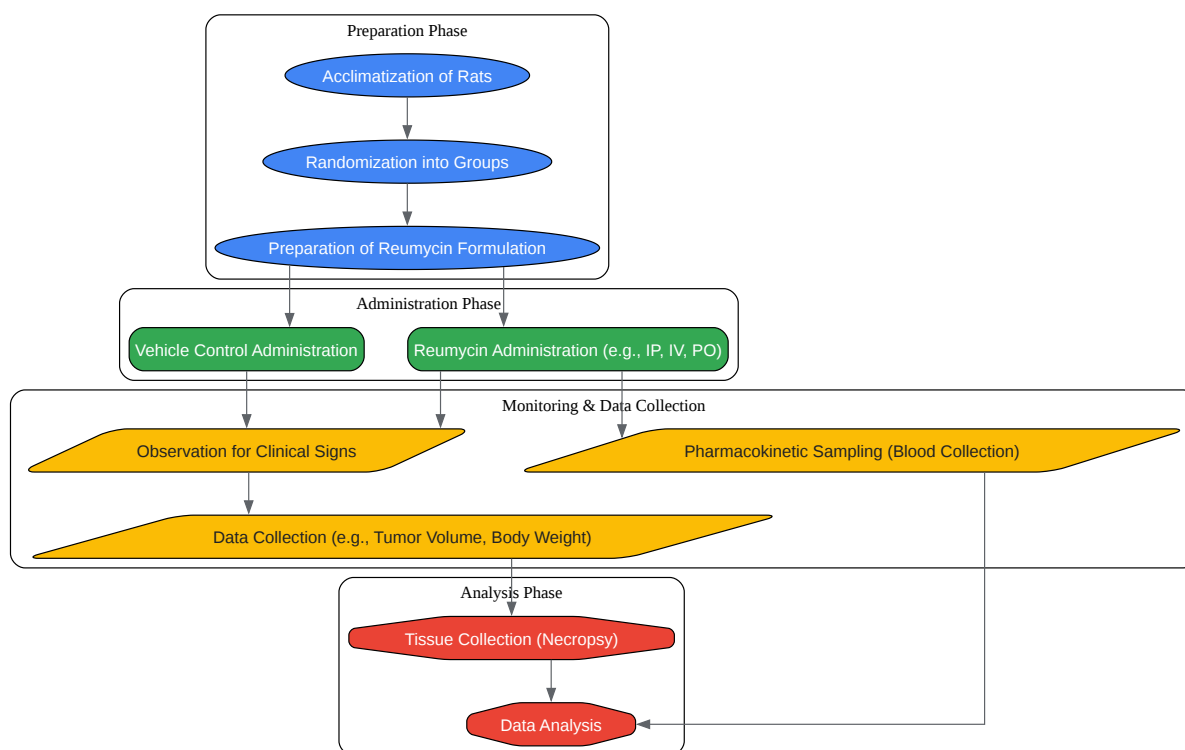 Preparation Phase
Acclimatization of Rats
Randomization into Groups
Preparation of Reumycin Formulation
Administration Phase
Vehicle Control Administration
Reumycin Administration (e.g., IP, IV, PO)
Monitoring & Data Collection
Observation for Clinical Signs
Pharmacokinetic Sampling (Blood Collection)
Data Collection (e.g., Tumor Volume, Body Weight)
Analysis Phase
Tissue Collection (Necropsy)
Data Analysis